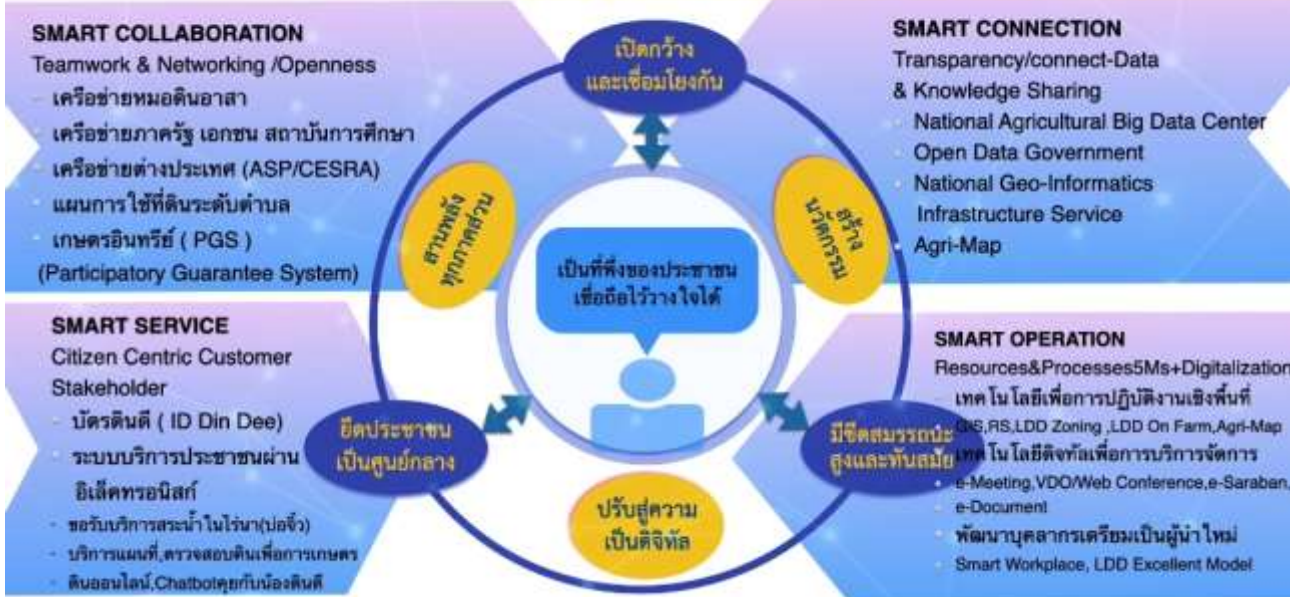 SMART COLLABORATION
Teamwork & Networking /Openness
- เครือข่ายหมอดินอาสา
เครือข่ายภาครัฐ เอกชน สถาบันการศึกษา
เครือข่ายต่างประเทศ (ASP/CESRA)
แผนการใช้ที่ดินระดับตำบล
เกษตรอินทรีย์ ( PGS )
(Participatory Guarantee System)
เปิดกว้าง
และเชื่อมโยงกัน
SMART CONNECTION
Transparency/connect-Data
& Knowledge Sharing
National Agricultural Big Data Center
Open Data Government
National Geo-Informatics
Infrastructure Service
Agri-Map
สานพลัง
ทุกภาคส่วน
สร้าง
นวัตกรรม
เป็นที่พึ่งของประชาชน
เชื่อถือไว้วางใจได้
SMART SERVICE
Citizen Centric Customer
Stakeholder
บัตรดินดี ( ID Din Dee)
ระบบบริการประชาชนผ่าน
อิเล็คทรอนิสก์
ขอรับบริการสระน้ำในไร่นา(บ่อจิ๋ว)
บริการแผนที่,ตรวจสอบดินเพื่อการเกษตร
ดินออนไลน์,Chatbotคุยกับน้องดินดี
ยึดประชาชน
เป็นศูนย์กลาง
ปรับสู่ความ
เป็นดิจิทัล
มีขีดสมรรถนะ
สูงและทันสมัย
SMART OPERATION
Resources&Processes5Ms+Digitalization
เทคโนโลยีเพื่อการปฏิบัติงานเชิงพื้นที่
GIS,RS,LDD Zoning ,LDD On Farm,Agri-Map
เทคโนโลยีดิจทัลเพื่อการบริการจัดการ
e-Meeting,VDO/Web Conference,e-Saraban,
e-Document
พัฒนาบุคลากรเตรียมเป็นผู้นำใหม่
Smart Workplace, LDD Excellent Model